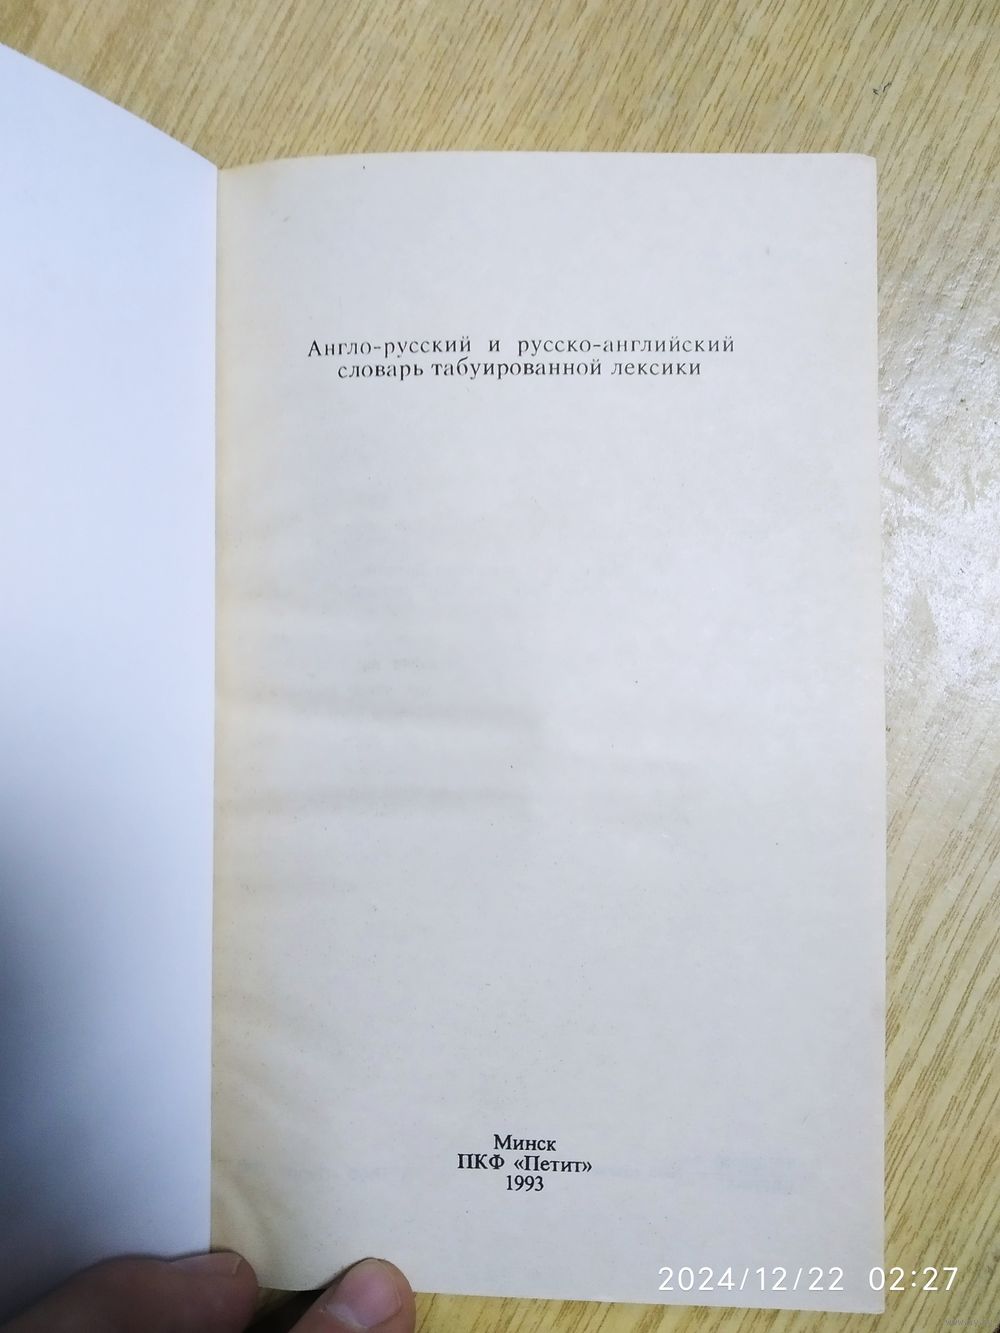 Англо-русский и русско-английский
словарь табуированной лексики
Минск
ПКФ «Петит»
1993
2024/12/22 02:27